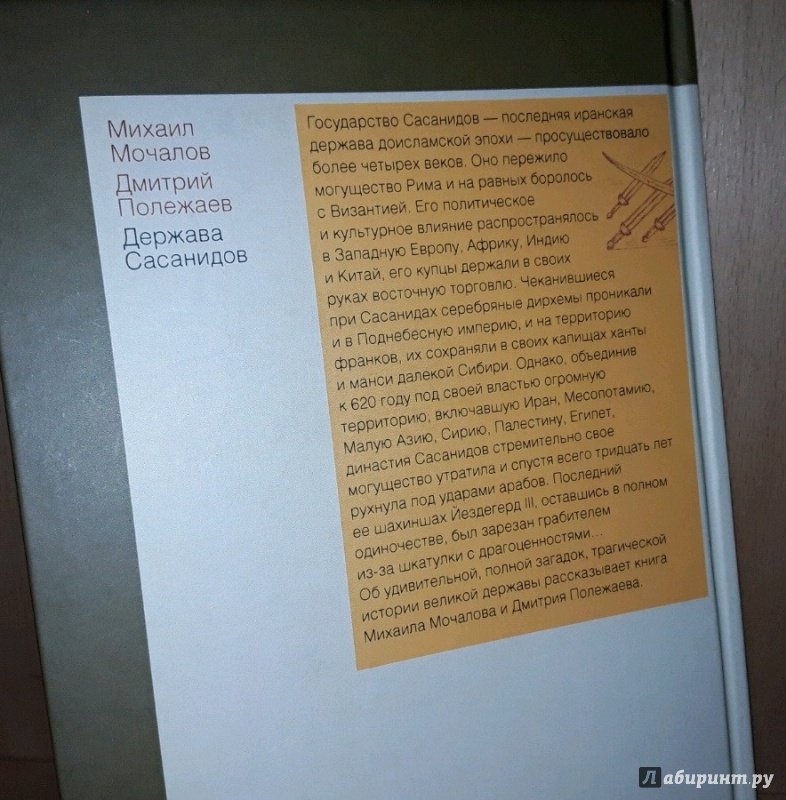 Михаил
Мочалов
Дмитрий
Полежаев
Держава
Сасанидов
Государство Сасанидов — последняя иранская
держава доисламской эпохи — просуществовало
более четырех веков. Оно пережило
могущество Рима и на равных боролось
с Византией. Его политическое
и культурное влияние распространялось
в Западную Европу, Африку, Индию
и Китай, его купцы держали в своих
руках восточную торговлю. Чеканившиеся
при Сасанидах серебряные дирхемы проникали
и в Поднебесную империю, и на территорию
франков, их сохраняли в своих капищах ханты
и манси далекой Сибири. Однако, объединив
к 620 году под своей властью огромную
территорию, включавшую Иран, Месопотамию,
Малую Азию, Сирию, Палестину, Египет,
династия Сасанидов стремительно свое
могущество утратила и спустя всего тридцать лет
рухнула под ударами арабов. Последний
ее шахиншах Йездегерд III, оставшись в полном
одиночестве, был зарезан грабителем
из-за шкатулки с драгоценностями...
Об удивительной, полной загадок, трагической
истории великой державы рассказывает книга
Михаила Мочалова и Дмитрия Полежаева.
Лабиринт.ру